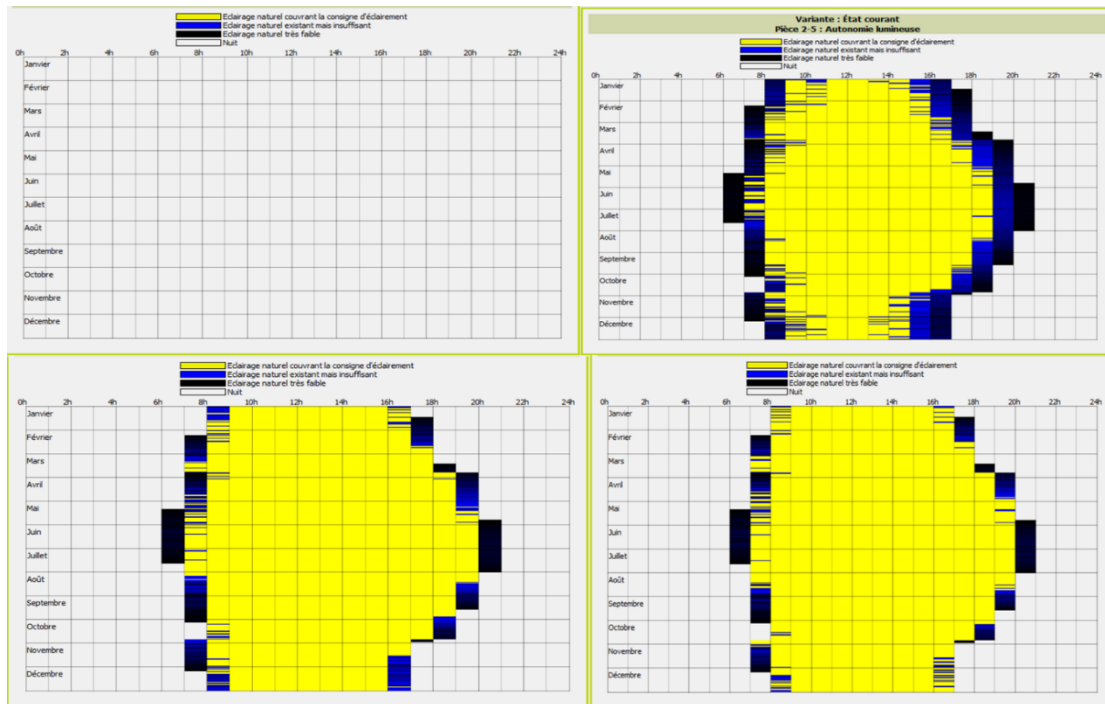 Eclairage naturel couvrant la consigne d'éclairement
Eclairage naturel existant mais insuffisant
Eclairage naturel très faible
Nuit
0h 2h 4h 6h 8h 10h 12h 14h 16h 18h 20h 22h 24h
Janvier
Février
Mars
Avril
Mai
Juin
Juillet
Août
Septembre
Octobre
Novembre
Décembre
Variante : État courant
Pièce 2-5 : Autonomie lumineuse
Eclairage naturel couvrant la consigne d'éclairement
Eclairage naturel existant mais insuffisant
Eclairage naturel très faible
Nuit
0h 2h 4h 6h 8h 10h 12h 14h 16h 18h 20h 22h 24h
Janvier
Février
Mars
Avril
Mai
Juin
Juillet
Août
Septembre
Octobre
Novembre
Décembre
Eclairage naturel couvrant la consigne d'éclairement
Eclairage naturel existant mais insuffisant
Eclairage naturel très faible
Nuit
0h 2h 4h 6h 8h 10h 12h 14h 16h 18h 20h 22h 24h
Janvier
Février
Mars
Avril
Mai
Juin
Juillet
Août
Septembre
Octobre
Novembre
Décembre
Eclairage naturel couvrant la consigne d'éclairement
Eclairage naturel existant mais insuffisant
Eclairage naturel très faible
Nuit
0h 2h 4h 6h 8h 10h 12h 14h 16h 18h 20h 22h 24h
Janvier
Février
Mars
Avril
Mai
Juin
Juillet
Août
Septembre
Octobre
Novembre
Décembre